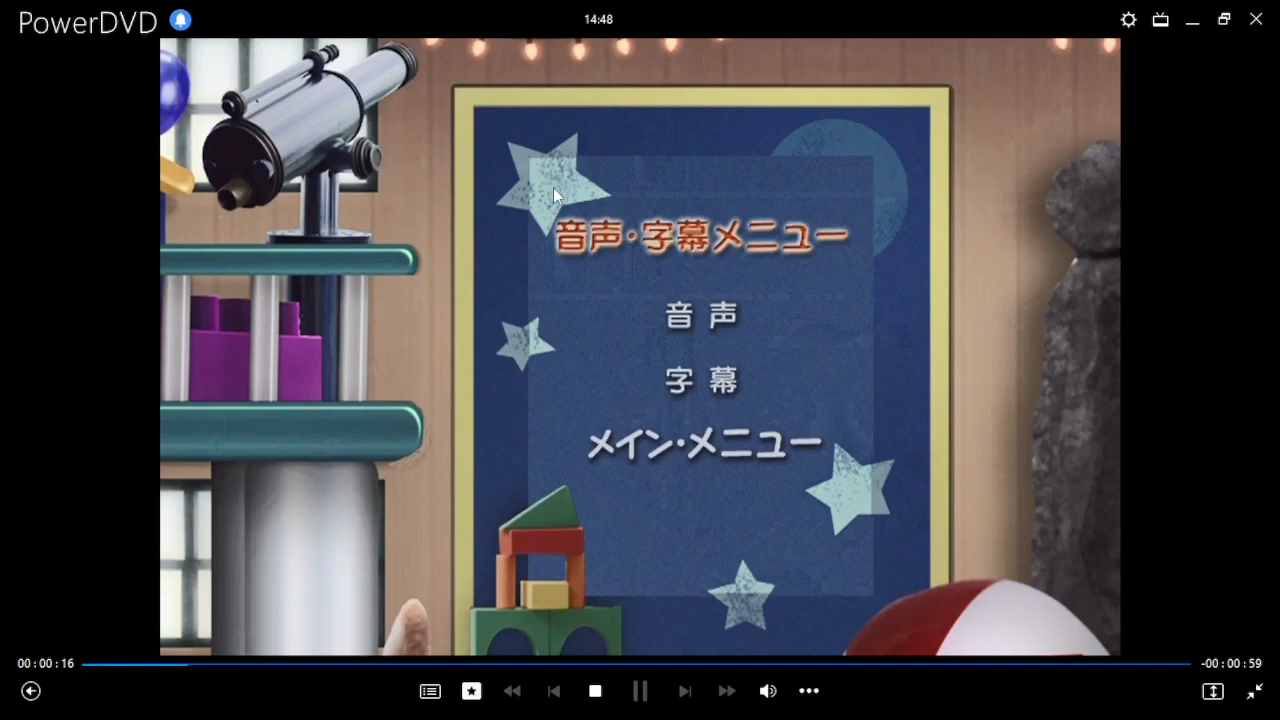 PowerDVD
14:48
音声・字幕メニュー
音声
字幕
メイン・メニュー
00:00:16
-00:00:59